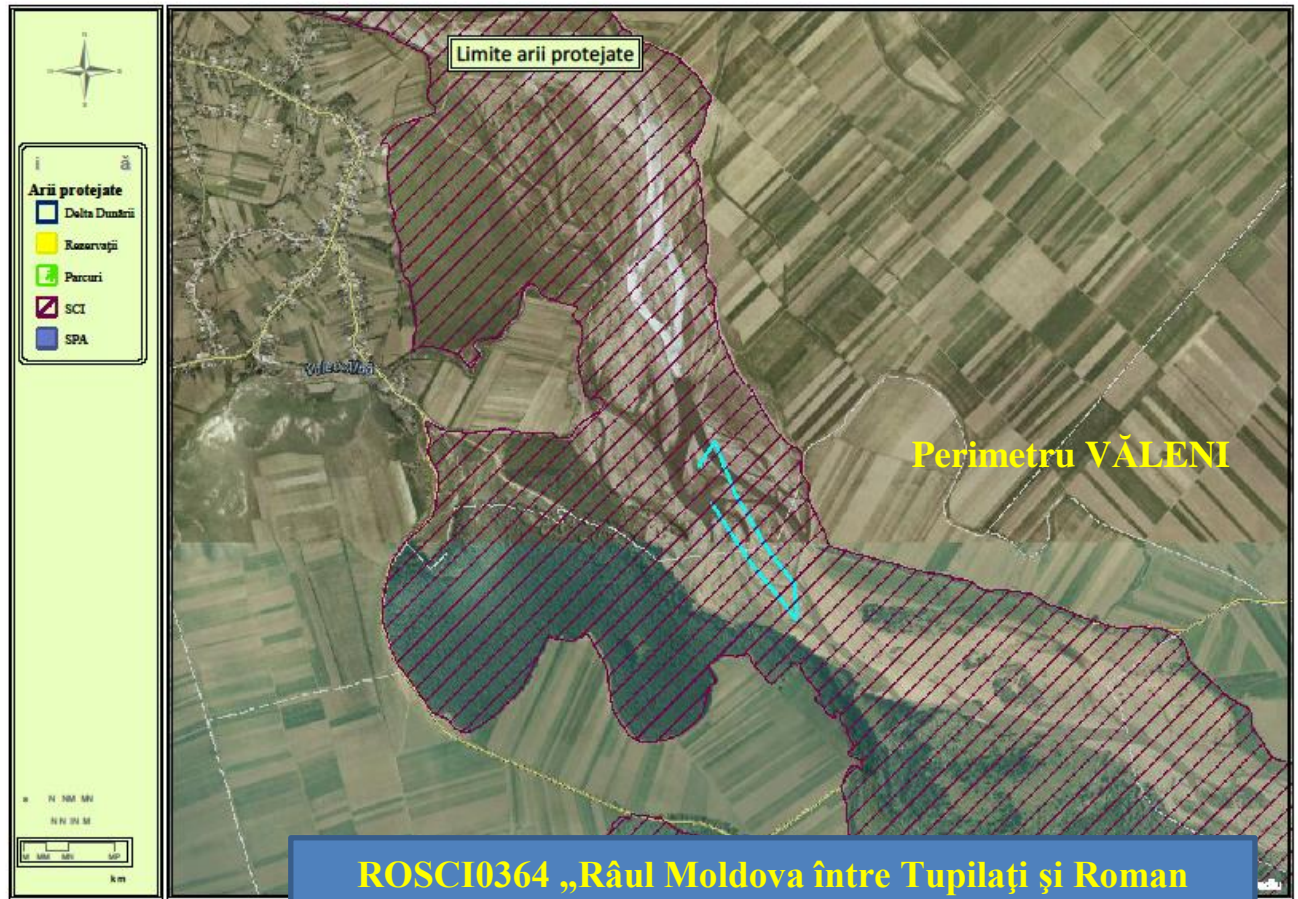 Limite arii protejate
Arii protejate
Delta Dunării
Rezervaţii
Parcuri
SCI
SPA
Perimetru VĂLENI
km
ROSCI0364 „Râul Moldova între Tupilaţi şi Roman